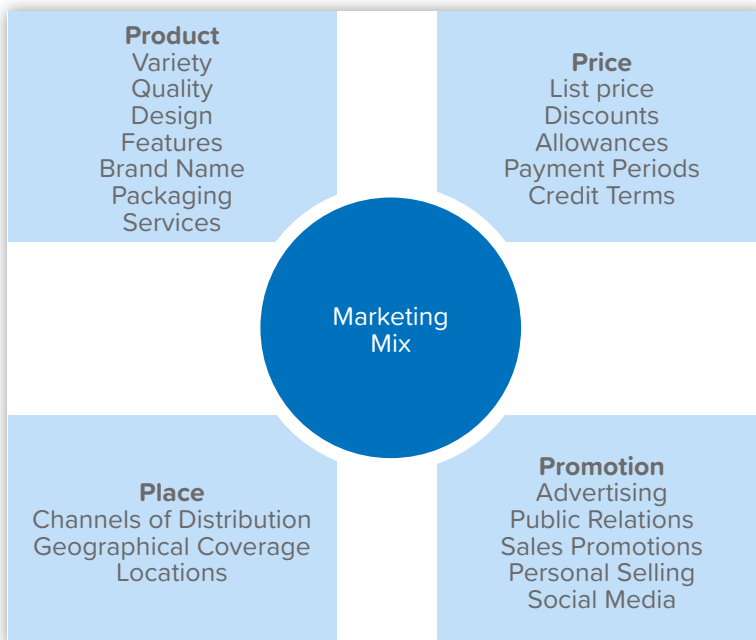 Product
Variety
Quality
Design
Features
Brand Name
Packaging
Services
Price
List price
Discounts
Allowances
Payment Periods
Credit Terms
Marketing
Mix
Place
Channels of Distribution
Geographical Coverage
Locations
Promotion
Advertising
Public Relations
Sales Promotions
Personal Selling
Social Media